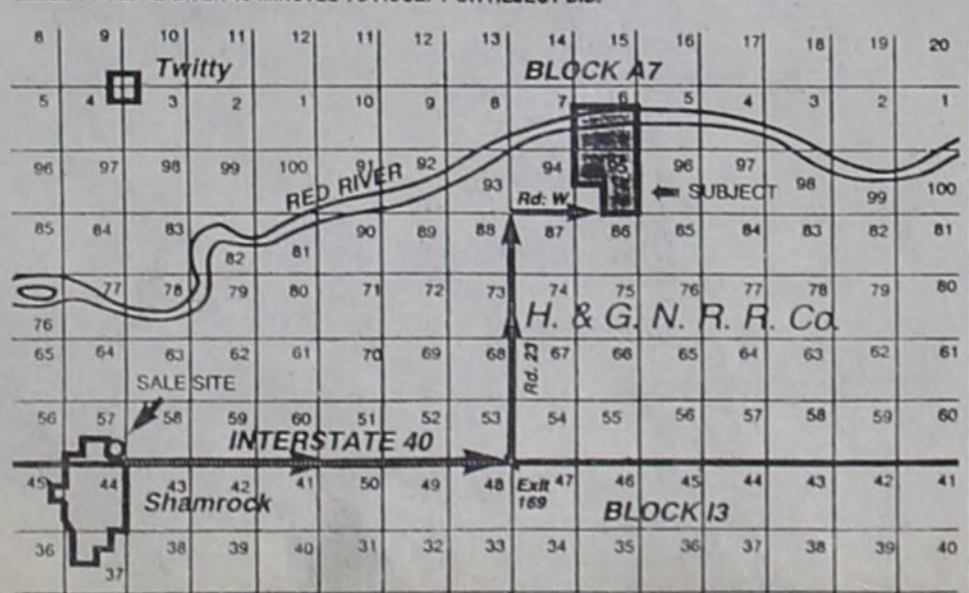 8 9 10 11 12 11 12 13 14 15 16 17 18 19 20
Twitty BLOCK A7
5 4 3 2 1 10 9 8 7 6 5 4 3 2 1
96 97 98 99 100 91 92 93 94 95 96 97 98 99 100
RED RIVER
Rd: W. SUBJECT
85 84 83 82 81 90 89 88 87 86 85 84 83 82 81
76 77 78 79 80 71 72 73 74 75 76 77 78 79 80
H. & G. N. R. R. Co.
65 64 63 62 61 70 69 68 67 66 65 64 63 62 61
Rd. 23
SALE SITE
56 57 58 59 60 51 52 53 54 55 56 57 58 59 60
INTERSTATE 40
45 44 43 42 41 50 49 48 Exit 47 46 45 44 43 42 41
169
Shamrock BLOCK I3
36 37 38 39 40 31 32 33 34 35 36 37 38 39 40